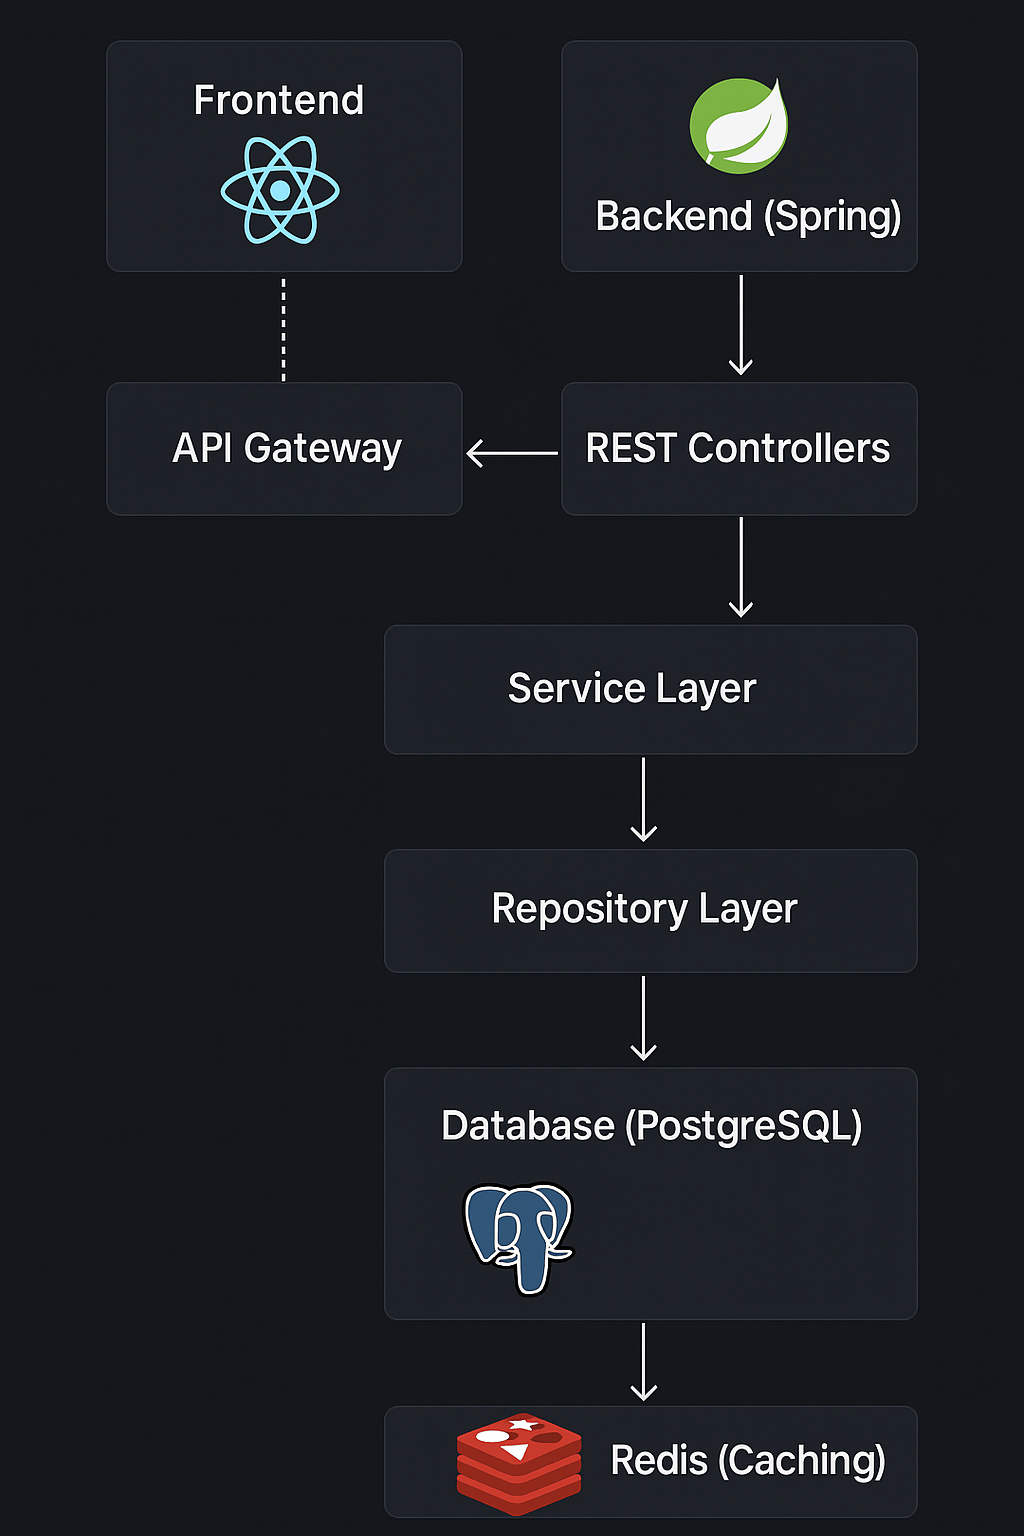 Frontend
Backend (Spring)
API Gateway
REST Controllers
Service Layer
Repository Layer
Database (PostgreSQL)
Redis (Caching)